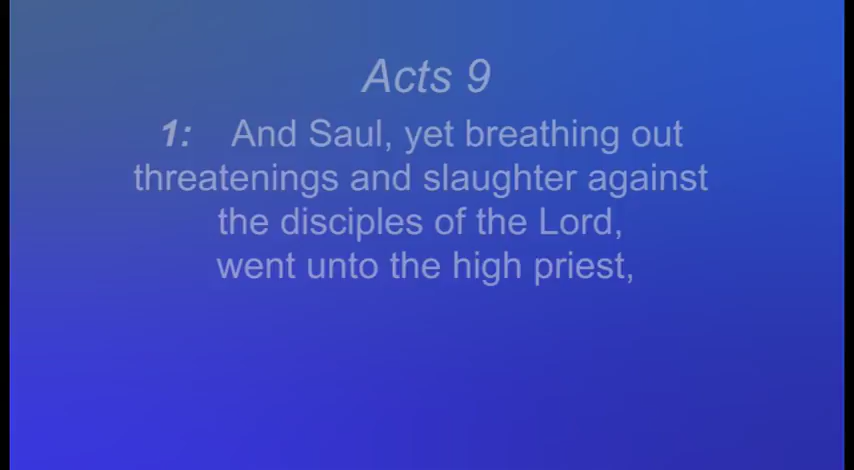 Acts 9
1: And Saul, yet breathing out
threatenings and slaughter against
the disciples of the Lord,
went unto the high priest,